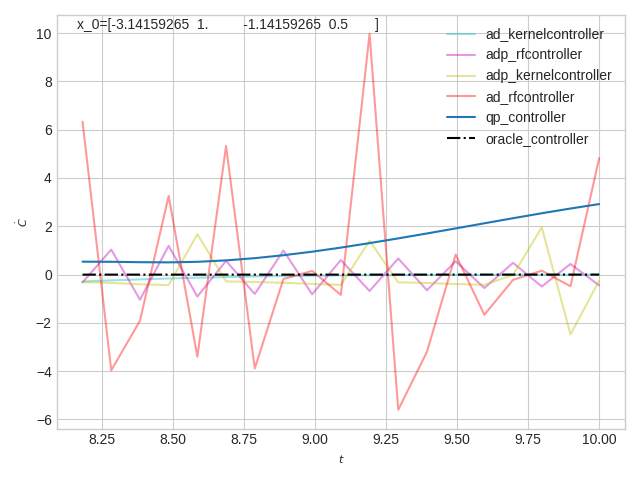 x_0=[-3.14159265 1. -1.14159265 0.5 ]
ad_kernelcontroller
adp_rfcontroller
adp_kernelcontroller
ad_rfcontroller
qp_controller
oracle_controller
10
8
6
4
2
0
−2
−4
−6
Ċ
8.25 8.50 8.75 9.00 9.25 9.50 9.75 10.00
t